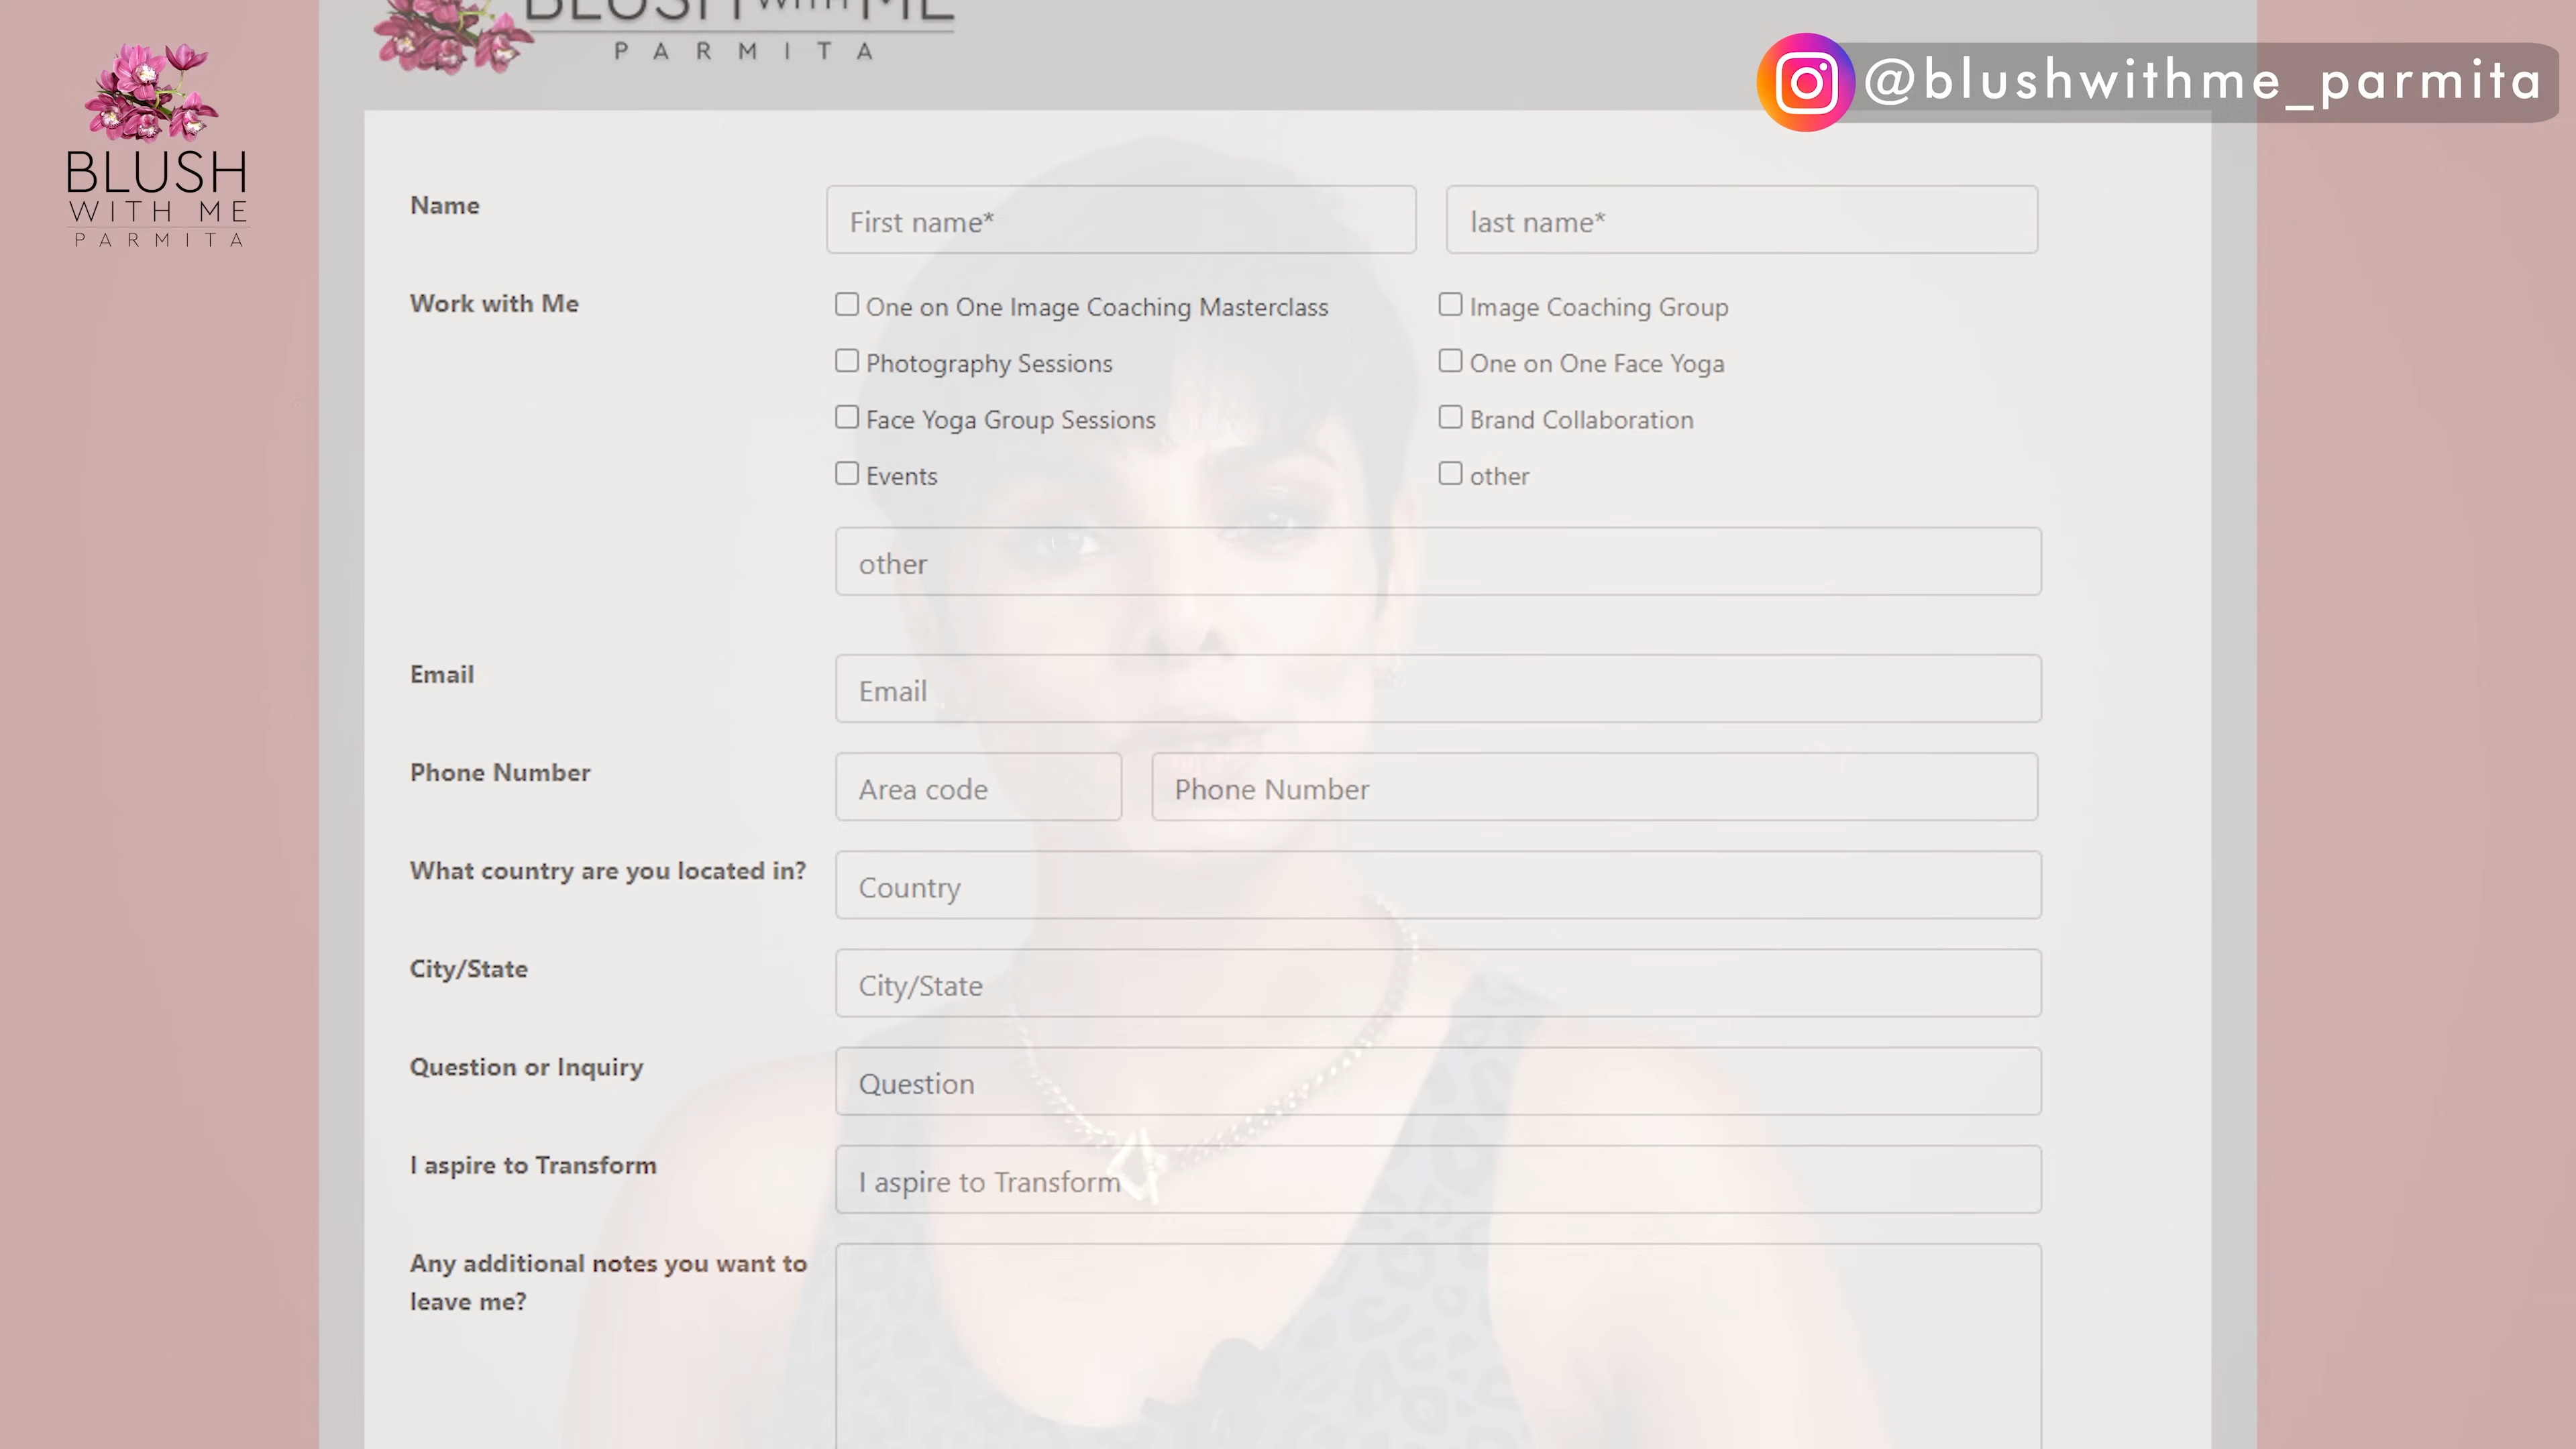 BLUSH WITH ME
PARMITA
@blushwithme_parmita
BLUSH
WITH ME
PARMITA
Name
First name*
last name*
Work with Me
One on One Image Coaching Masterclass
Image Coaching Group
Photography Sessions
One on One Face Yoga
Face Yoga Group Sessions
Brand Collaboration
Events
other
other
Email
Email
Phone Number
Area code
Phone Number
What country are you located in?
Country
City/State
City/State
Question or Inquiry
Question
I aspire to Transform
I aspire to Transform
Any additional notes you want to
leave me?